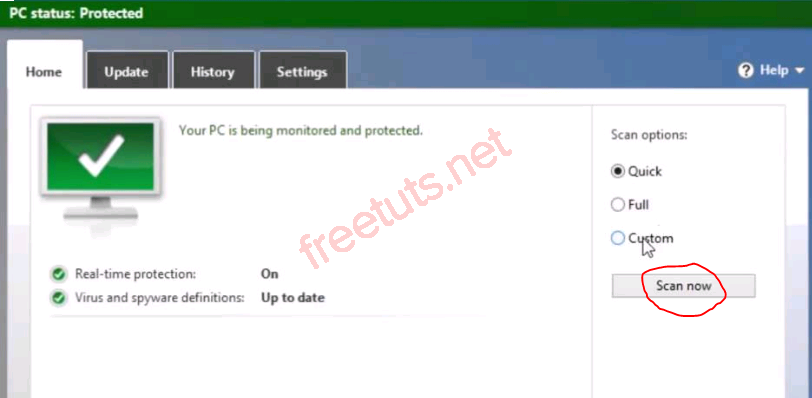 PC status: Protected
Home Update History Settings Help
Your PC is being monitored and protected.
Scan options:
Quick
Full
Custom
Scan now
Real-time protection: On
Virus and spyware definitions: Up to date
freetuts.net